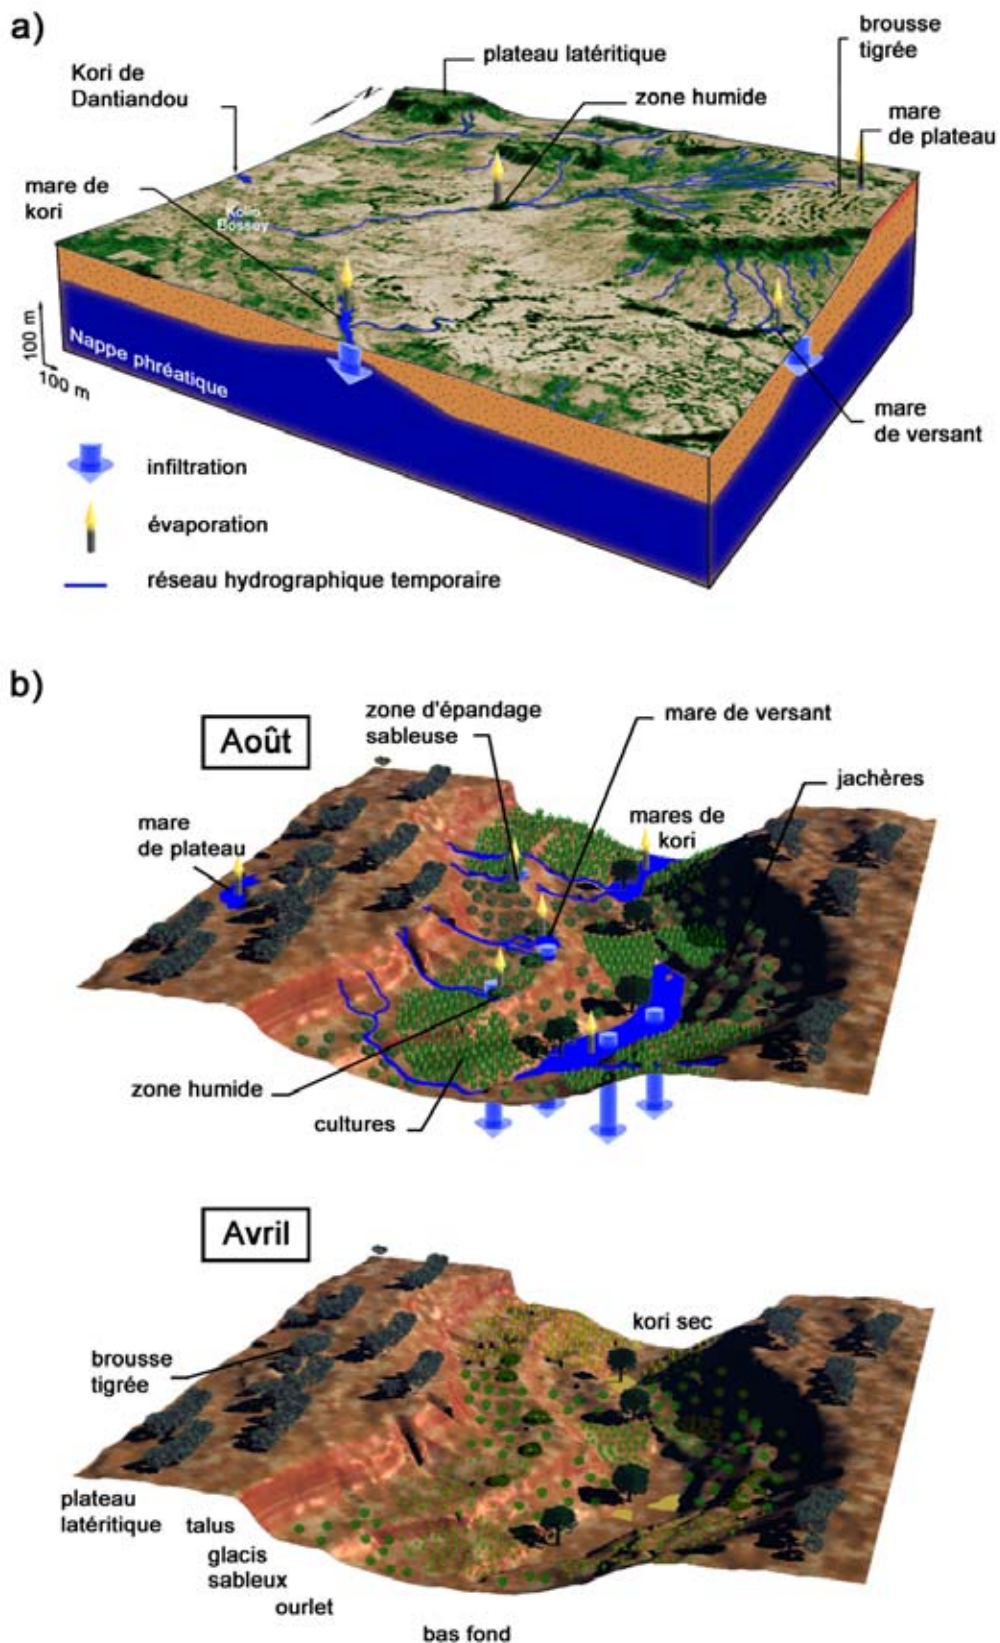 a)
plateau latéritique
brousse
tigrée
Kori de
Dantiandou
N
zone humide
mare
de plateau
mare de
kori
Kollo
Bossey
100 m
100 m
Nappe phréatique
mare
de versant
infiltration
évaporation
réseau hydrographique temporaire
b)
Août
zone d'épandage
sableuse
mare de versant
jachères
mare
de plateau
mares de
kori
zone humide
cultures
Avril
kori sec
brousse
tigrée
plateau
latéritique
talus
glacis
sableux
ourlet
bas fond